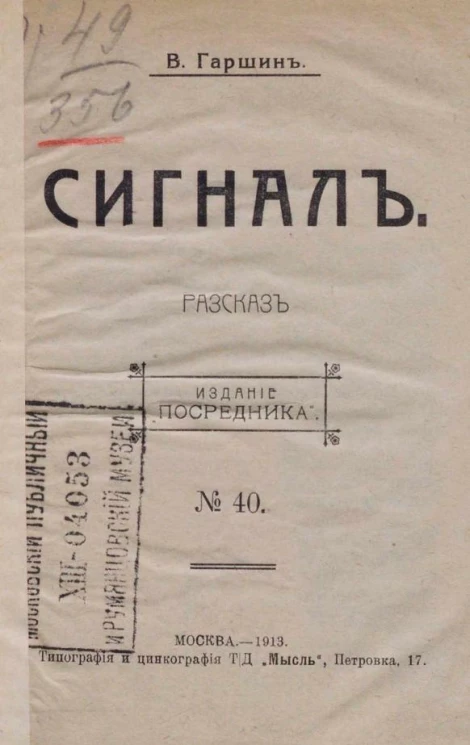 49
356
В. Гаршинъ.
СИГНАЛЪ.
РАЗСКАЗЪ
ИЗДАНІЕ
„ПОСРЕДНИКА“.
№ 40.
МОСКОВСКІЙ ПУБЛИЧНЫЙ
XIII-04053
И РУМЯНЦОВСКІЙ МУЗЕИ
МОСКВА.—1913.
Типографія и цинкографія Т/Д „Мысль“, Петровка, 17.